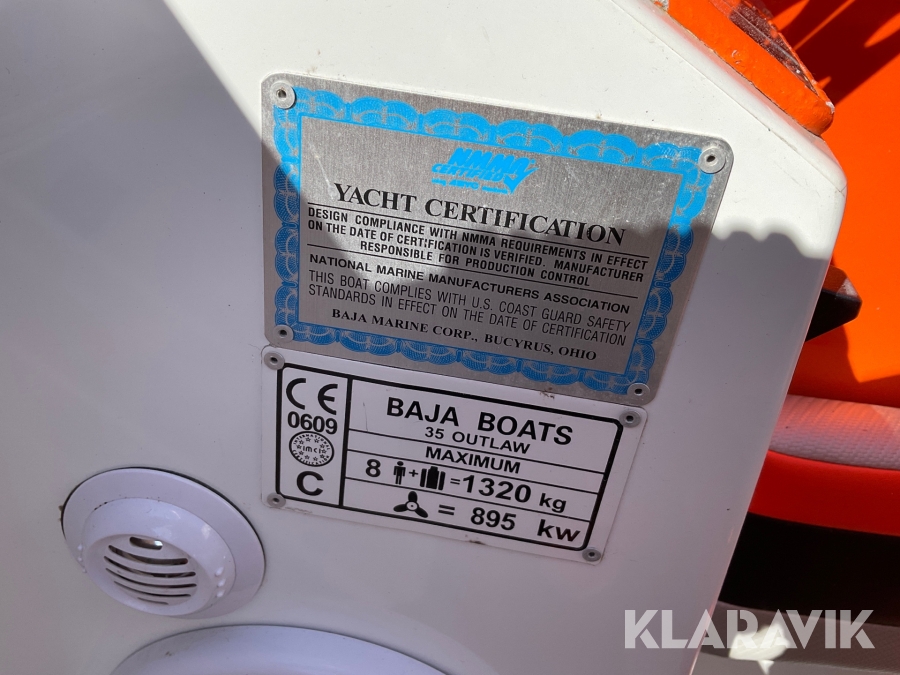 NMMA
CERTIFIED
YACHT CERTIFICATION
DESIGN COMPLIANCE WITH NMMA REQUIREMENTS IN EFFECT
ON THE DATE OF CERTIFICATION IS VERIFIED. MANUFACTURER
RESPONSIBLE FOR PRODUCTION CONTROL
NATIONAL MARINE MANUFACTURERS ASSOCIATION
THIS BOAT COMPLIES WITH U.S. COAST GUARD SAFETY
STANDARDS IN EFFECT ON THE DATE OF CERTIFICATION
BAJA MARINE CORP., BUCYRUS, OHIO
CE
0609
imci
C
BAJA BOATS
35 OUTLAW
MAXIMUM
8 + =1320 kg
= 895 kw
KLARAVIK